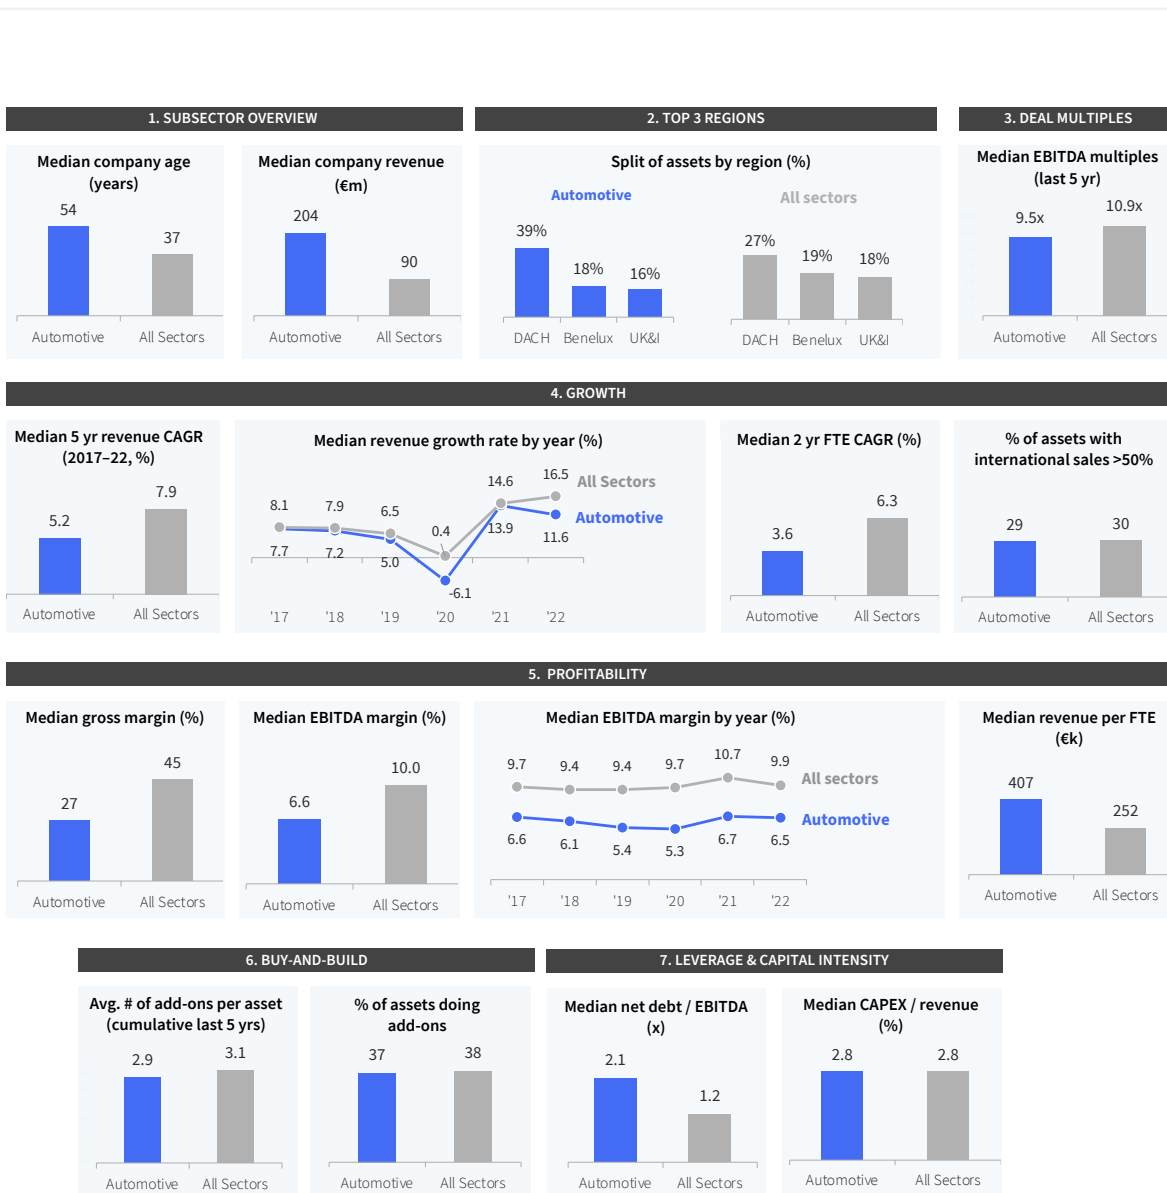 1. SUBSECTOR OVERVIEW
Median company age
(years)
54
37
Automotive
All Sectors
Median company revenue
(€m)
204
90
Automotive
All Sectors
2. TOP 3 REGIONS
Split of assets by region (%)
Automotive
39%
18%
16%
DACH
Benelux
UK&I
All sectors
27%
19%
18%
DACH
Benelux
UK&I
3. DEAL MULTIPLES
Median EBITDA multiples
(last 5 yr)
9.5x
10.9x
Automotive
All Sectors
4. GROWTH
Median 5 yr revenue CAGR
(2017–22, %)
5.2
7.9
Automotive
All Sectors
Median revenue growth rate by year (%)
8.1
7.9
6.5
0.4
14.6
16.5
All Sectors
Automotive
7.7
7.2
5.0
-6.1
13.9
11.6
'17
'18
'19
'20
'21
'22
Median 2 yr FTE CAGR (%)
3.6
6.3
Automotive
All Sectors
% of assets with
international sales >50%
29
30
Automotive
All Sectors
5. PROFITABILITY
Median gross margin (%)
27
45
Automotive
All Sectors
Median EBITDA margin (%)
6.6
10.0
Automotive
All Sectors
Median EBITDA margin by year (%)
9.7
9.4
9.4
9.7
10.7
9.9
All sectors
Automotive
6.6
6.1
5.4
5.3
6.7
6.5
'17
'18
'19
'20
'21
'22
Median revenue per FTE
(€k)
407
252
Automotive
All Sectors
6. BUY-AND-BUILD
Avg. # of add-ons per asset
(cumulative last 5 yrs)
2.9
3.1
Automotive
All Sectors
% of assets doing
add-ons
37
38
Automotive
All Sectors
7. LEVERAGE & CAPITAL INTENSITY
Median net debt / EBITDA
(x)
2.1
1.2
Automotive
All Sectors
Median CAPEX / revenue
(%)
2.8
2.8
Automotive
All Sectors